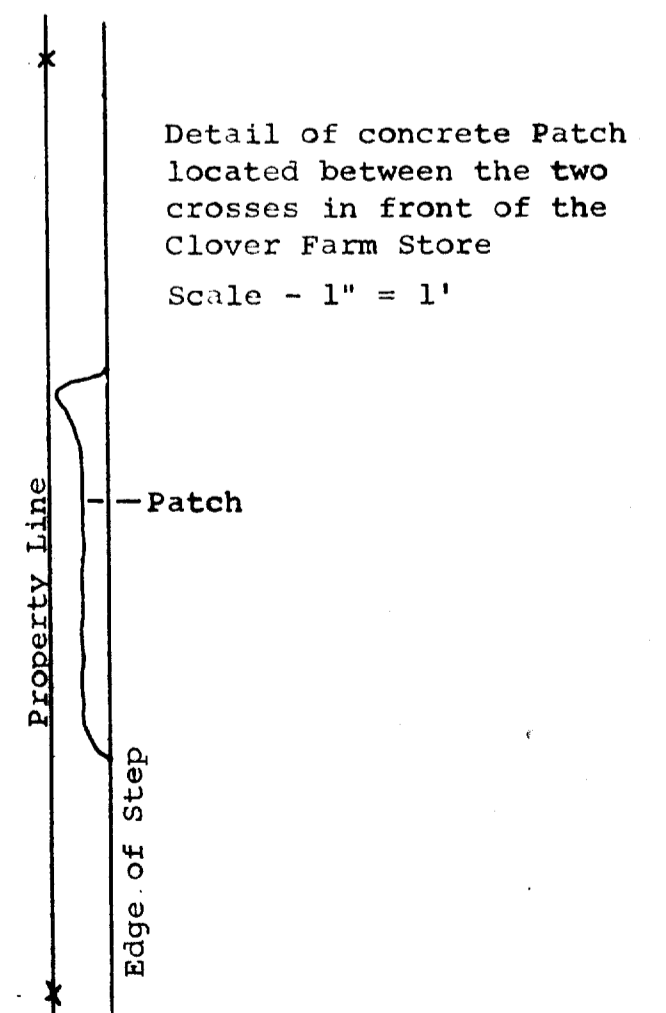 Detail of concrete Patch
located between the two
crosses in front of the
Clover Farm Store
Scale - 1" = 1'
Patch
Property Line
Edge of Step